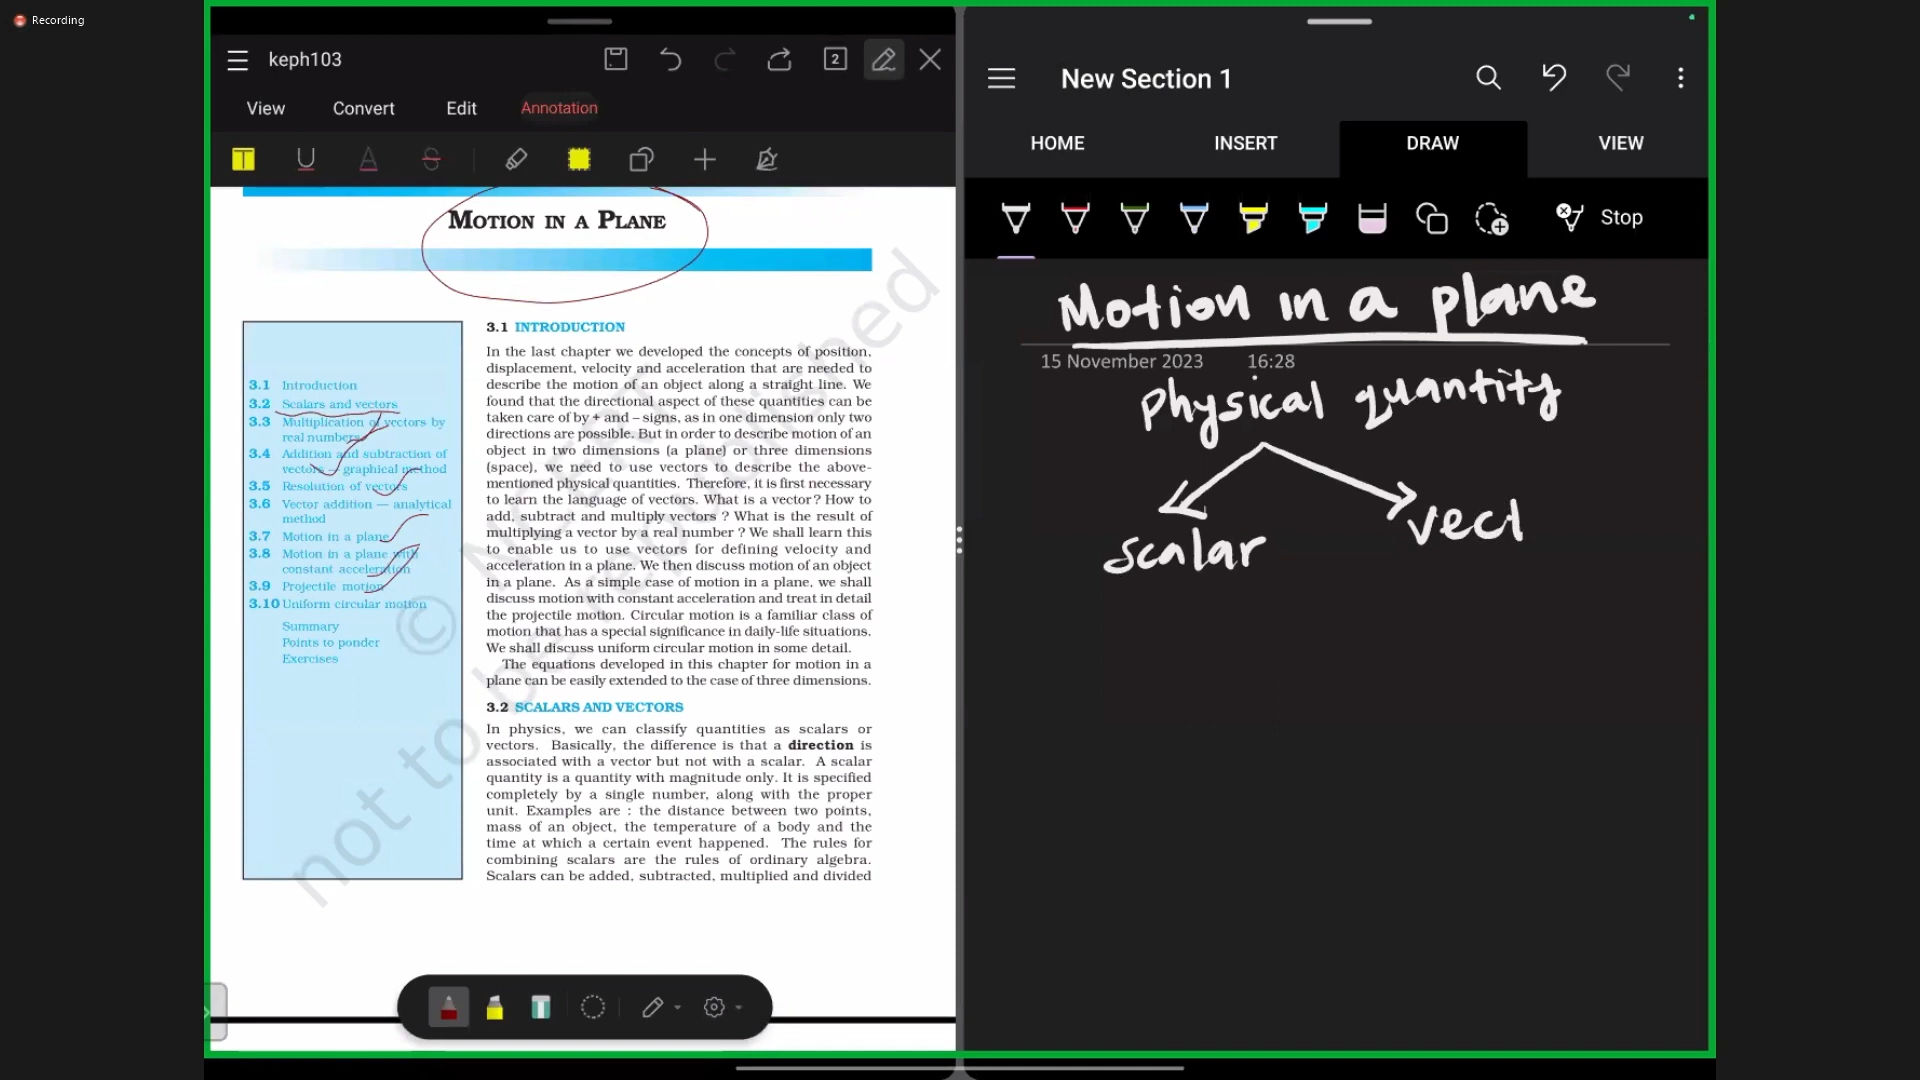 Recording
keph103
2
View Convert Edit Annotation
T U A S
MOTION IN A PLANE
3.1 Introduction
3.2 Scalars and vectors
3.3 Multiplication of vectors by
real numbers
3.4 Addition and subtraction of
vectors — graphical method
3.5 Resolution of vectors
3.6 Vector addition — analytical
method
3.7 Motion in a plane
3.8 Motion in a plane with
constant acceleration
3.9 Projectile motion
3.10 Uniform circular motion
Summary
Points to ponder
Exercises
3.1 INTRODUCTION
In the last chapter we developed the concepts of position,
displacement, velocity and acceleration that are needed to
describe the motion of an object along a straight line. We
found that the directional aspect of these quantities can be
taken care of by + and – signs, as in one dimension only two
directions are possible. But in order to describe motion of an
object in two dimensions (a plane) or three dimensions
(space), we need to use vectors to describe the above-
mentioned physical quantities. Therefore, it is first necessary
to learn the language of vectors. What is a vector? How to
add, subtract and multiply vectors ? What is the result of
multiplying a vector by a real number ? We shall learn this
to enable us to use vectors for defining velocity and
acceleration in a plane. We then discuss motion of an object
in a plane. As a simple case of motion in a plane, we shall
discuss motion with constant acceleration and treat in detail
the projectile motion. Circular motion is a familiar class of
motion that has a special significance in daily-life situations.
We shall discuss uniform circular motion in some detail.
The equations developed in this chapter for motion in a
plane can be easily extended to the case of three dimensions.
3.2 SCALARS AND VECTORS
In physics, we can classify quantities as scalars or
vectors. Basically, the difference is that a direction is
associated with a vector but not with a scalar. A scalar
quantity is a quantity with magnitude only. It is specified
completely by a single number, along with the proper
unit. Examples are : the distance between two points,
mass of an object, the temperature of a body and the
time at which a certain event happened. The rules for
combining scalars are the rules of ordinary algebra.
Scalars can be added, subtracted, multiplied and divided
© NCERT
not to be republished
New Section 1
HOME INSERT DRAW VIEW
Stop
Motion in a plane
15 November 2023 16:28
physical quantity
scalar vect